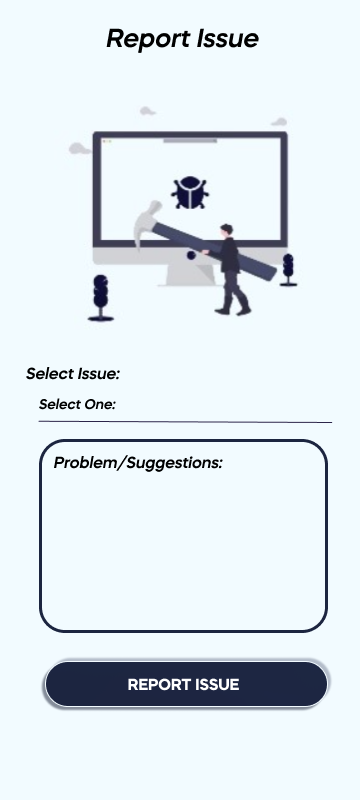 Report Issue
Select Issue:
Select One:
Problem/Suggestions:
REPORT ISSUE